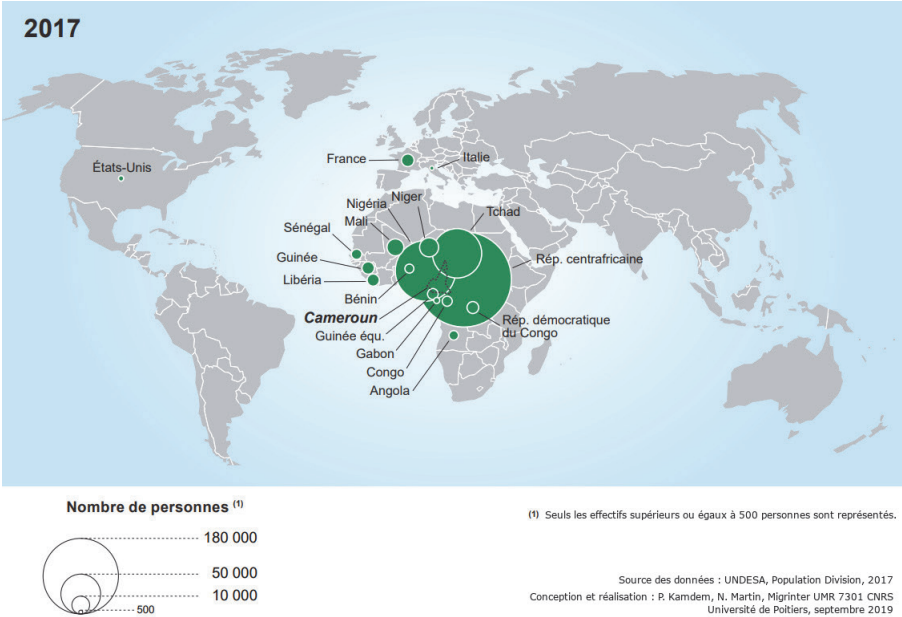 2017
France
Italie
États-Unis
Niger
Nigéria
Tchad
Mali
Sénégal
Guinée
Rép. centrafricaine
Libéria
Bénin
Cameroun
Rép. démocratique
du Congo
Guinée équ.
Gabon
Congo
Angola
Nombre de personnes (1)
180 000
50 000
10 000
500
(1) Seuls les effectifs supérieurs ou égaux à 500 personnes sont représentés.
Source des données : UNDESA, Population Division, 2017
Conception et réalisation : P. Kamdem, N. Martin, Migrinter UMR 7301 CNRS
Université de Poitiers, septembre 2019